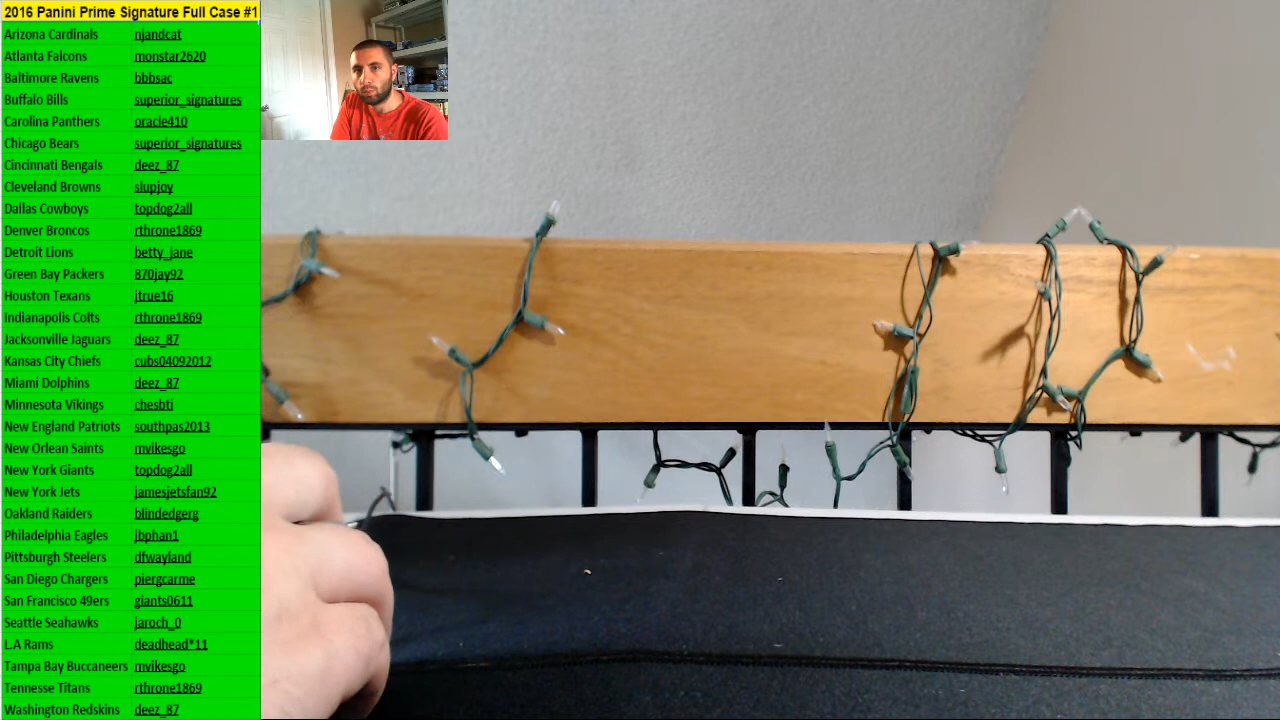 2016 Panini Prime Signature Full Case #1
Arizona Cardinals njandcat
Atlanta Falcons monstar2620
Baltimore Ravens bbbsac
Buffalo Bills superior_signatures
Carolina Panthers oracle410
Chicago Bears superior_signatures
Cincinnati Bengals deez_87
Cleveland Browns slupjoy
Dallas Cowboys topdog2all
Denver Broncos rthrone1869
Detroit Lions betty_jane
Green Bay Packers 870jay92
Houston Texans jtrue16
Indianapolis Colts rthrone1869
Jacksonville Jaguars deez_87
Kansas City Chiefs cubs04092012
Miami Dolphins deez_87
Minnesota Vikings chesbti
New England Patriots southpas2013
New Orlean Saints mvikesgo
New York Giants topdog2all
New York Jets jamesjetsfan92
Oakland Raiders blindedgerg
Philadelphia Eagles jbphan1
Pittsburgh Steelers dfwayland
San Diego Chargers piergcarme
San Francisco 49ers giants0611
Seattle Seahawks jaroch_0
L.A Rams deadhead*11
Tampa Bay Buccaneers mvikesgo
Tennesse Titans rthrone1869
Washington Redskins deez_87